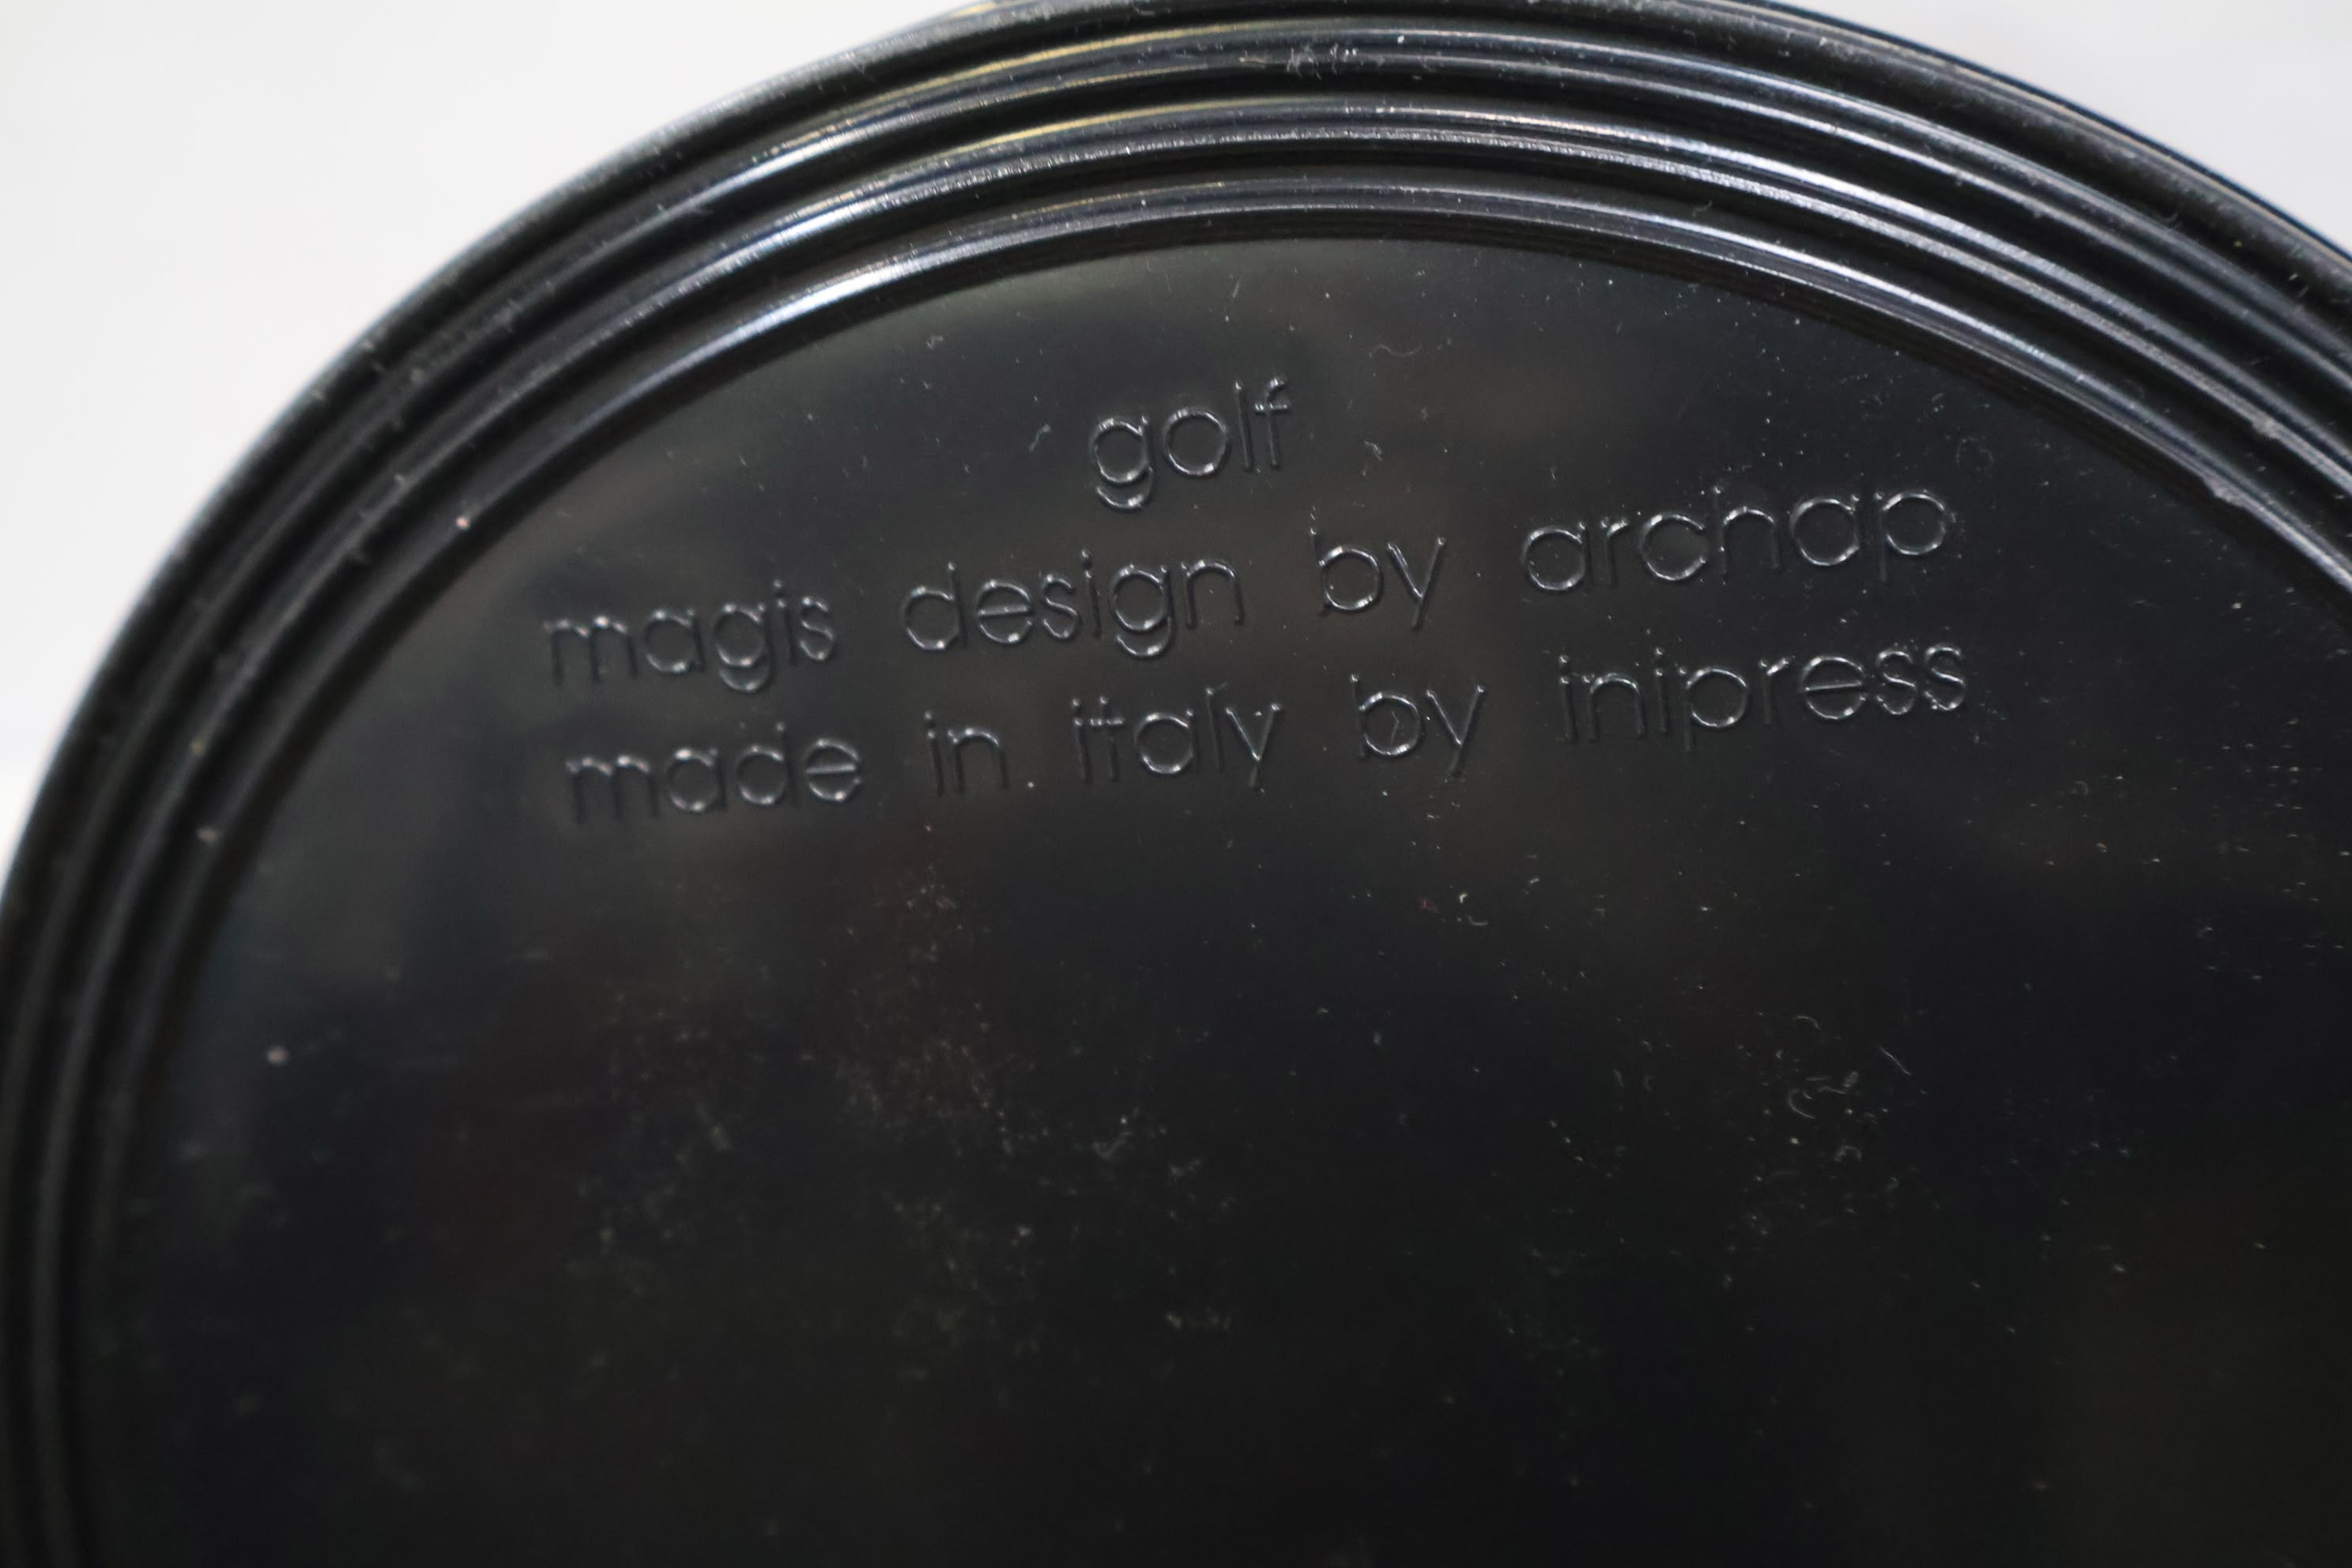 golf
magis design by archap
made in italy by inipress